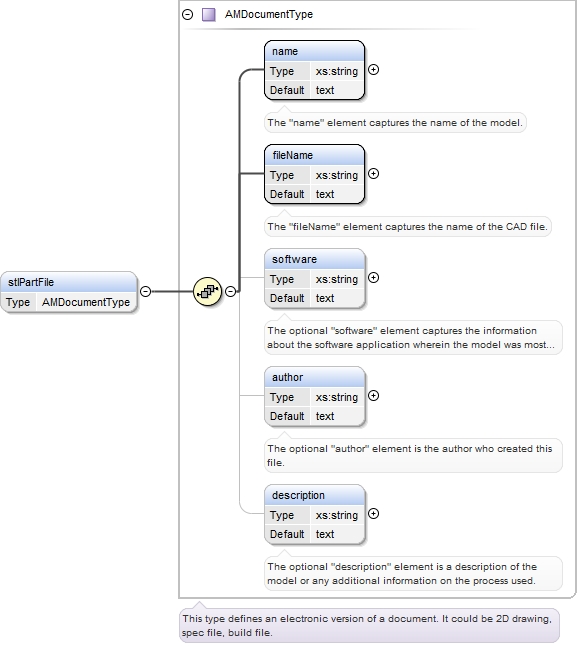 AMDocumentType
name
Type xs:string
Default text
The "name" element captures the name of the model.
fileName
Type xs:string
Default text
The "fileName" element captures the name of the CAD file.
software
Type xs:string
Default text
The optional "software" element captures the information
about the software application wherein the model was most...
stlPartFile
Type AMDocumentType
author
Type xs:string
Default text
The optional "author" element is the author who created this
file.
description
Type xs:string
Default text
The optional "description" element is a description of the
model or any additional information on the process used.
This type defines an electronic version of a document. It could be 2D drawing,
spec file, build file.